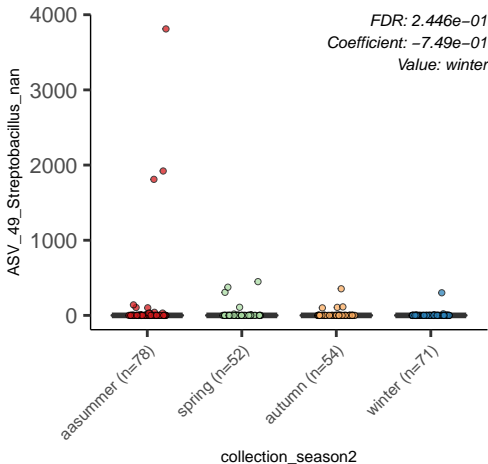 FDR: 2.446e−01
Coefficient: −7.49e−01
Value: winter
4000
3000
2000
1000
0
ASV_49_Streptobacillus_nan
aasummer (n=78)
spring (n=52)
autumn (n=54)
winter (n=71)
collection_season2